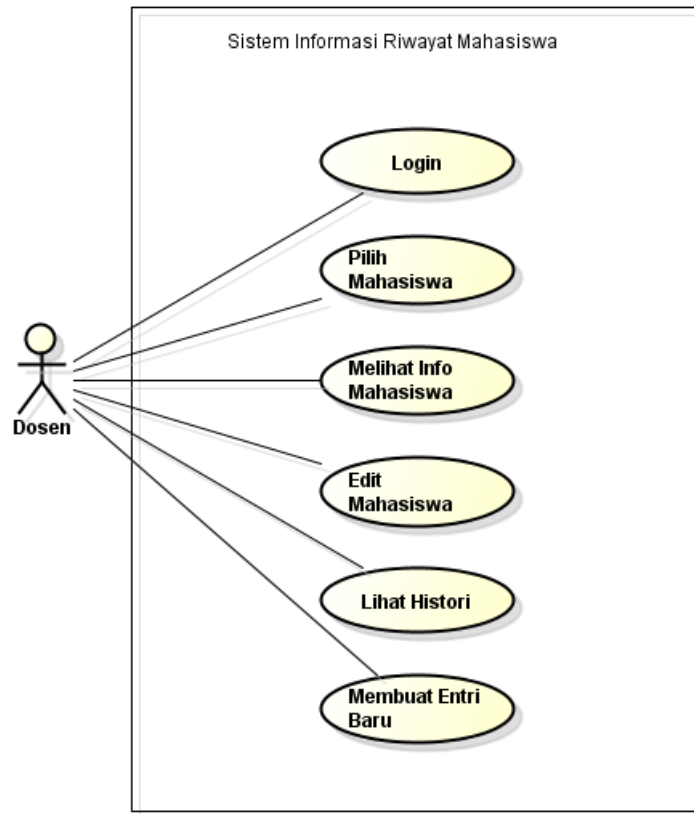 Sistem Informasi Riwayat Mahasiswa
Login
Pilih
Mahasiswa
Melihat Info
Mahasiswa
Dosen
Edit
Mahasiswa
Lihat Histori
Membuat Entri
Baru